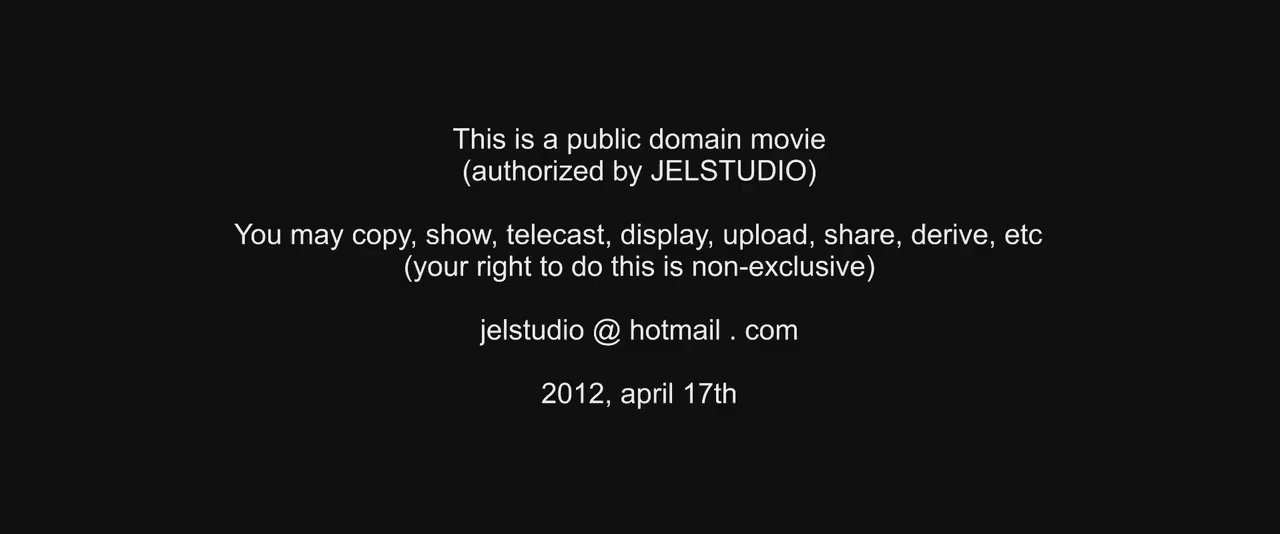 This is a public domain movie
(authorized by JELSTUDIO)
You may copy, show, telecast, display, upload, share, derive, etc
(your right to do this is non-exclusive)
jelstudio @ hotmail . com
2012, april 17th